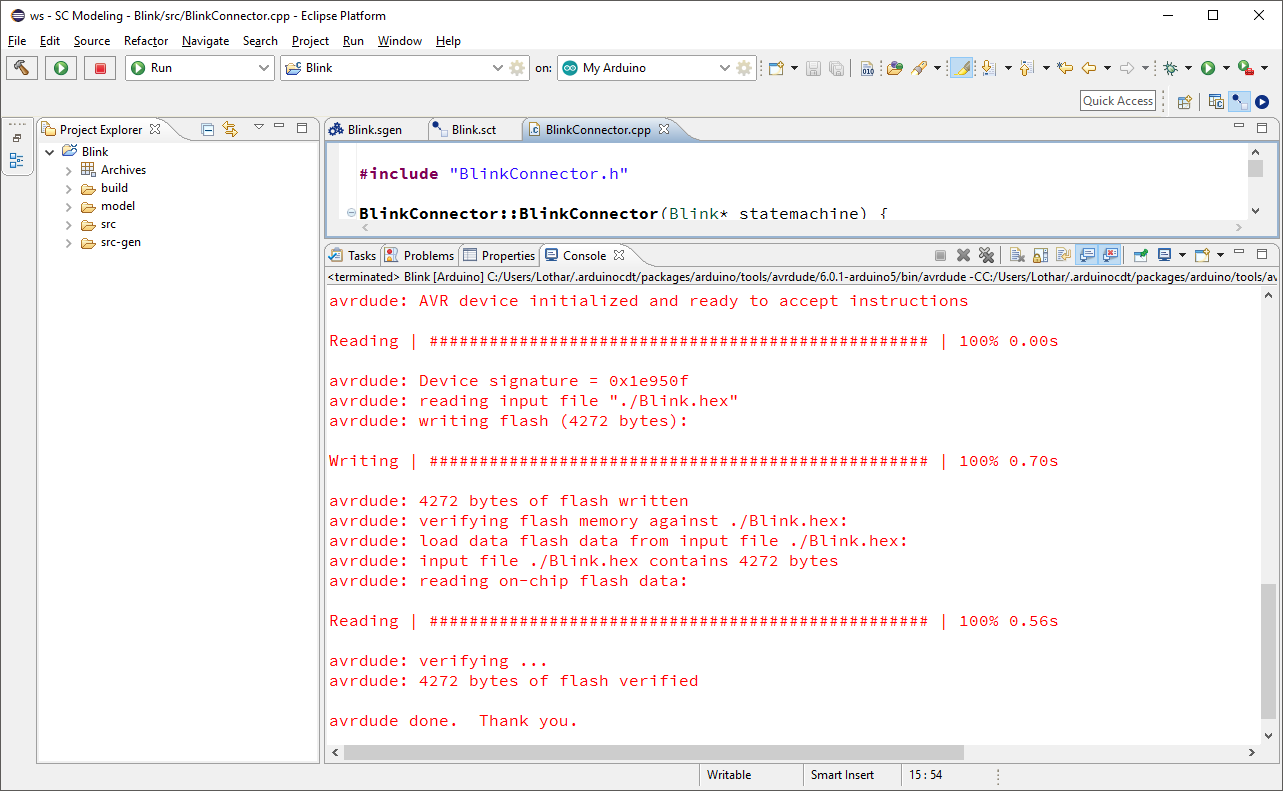 ws - SC Modeling - Blink/src/BlinkConnector.cpp - Eclipse Platform
File Edit Source Refactor Navigate Search Project Run Window Help
Run Blink on: My Arduino
Quick Access
Project Explorer
Blink
Archives
build
model
src
src-gen
Blink.sgen Blink.sct BlinkConnector.cpp
#include "BlinkConnector.h"
BlinkConnector::BlinkConnector(Blink* statemachine) {
Tasks Problems Properties Console
<terminated> Blink [Arduino] C:/Users/Lothar/.arduinocdt/packages/arduino/tools/avrdude/6.0.1-arduino5/bin/avrdude -CC:/Users/Lothar/.arduinocdt/packages/arduino/tools/av
avrdude: AVR device initialized and ready to accept instructions
Reading | ################################################## | 100% 0.00s
avrdude: Device signature = 0x1e950f
avrdude: reading input file "./Blink.hex"
avrdude: writing flash (4272 bytes):
Writing | ################################################## | 100% 0.70s
avrdude: 4272 bytes of flash written
avrdude: verifying flash memory against ./Blink.hex:
avrdude: load data flash data from input file ./Blink.hex:
avrdude: input file ./Blink.hex contains 4272 bytes
avrdude: reading on-chip flash data:
Reading | ################################################## | 100% 0.56s
avrdude: verifying ...
avrdude: 4272 bytes of flash verified
avrdude done.  Thank you.
Writable Smart Insert 15 : 54